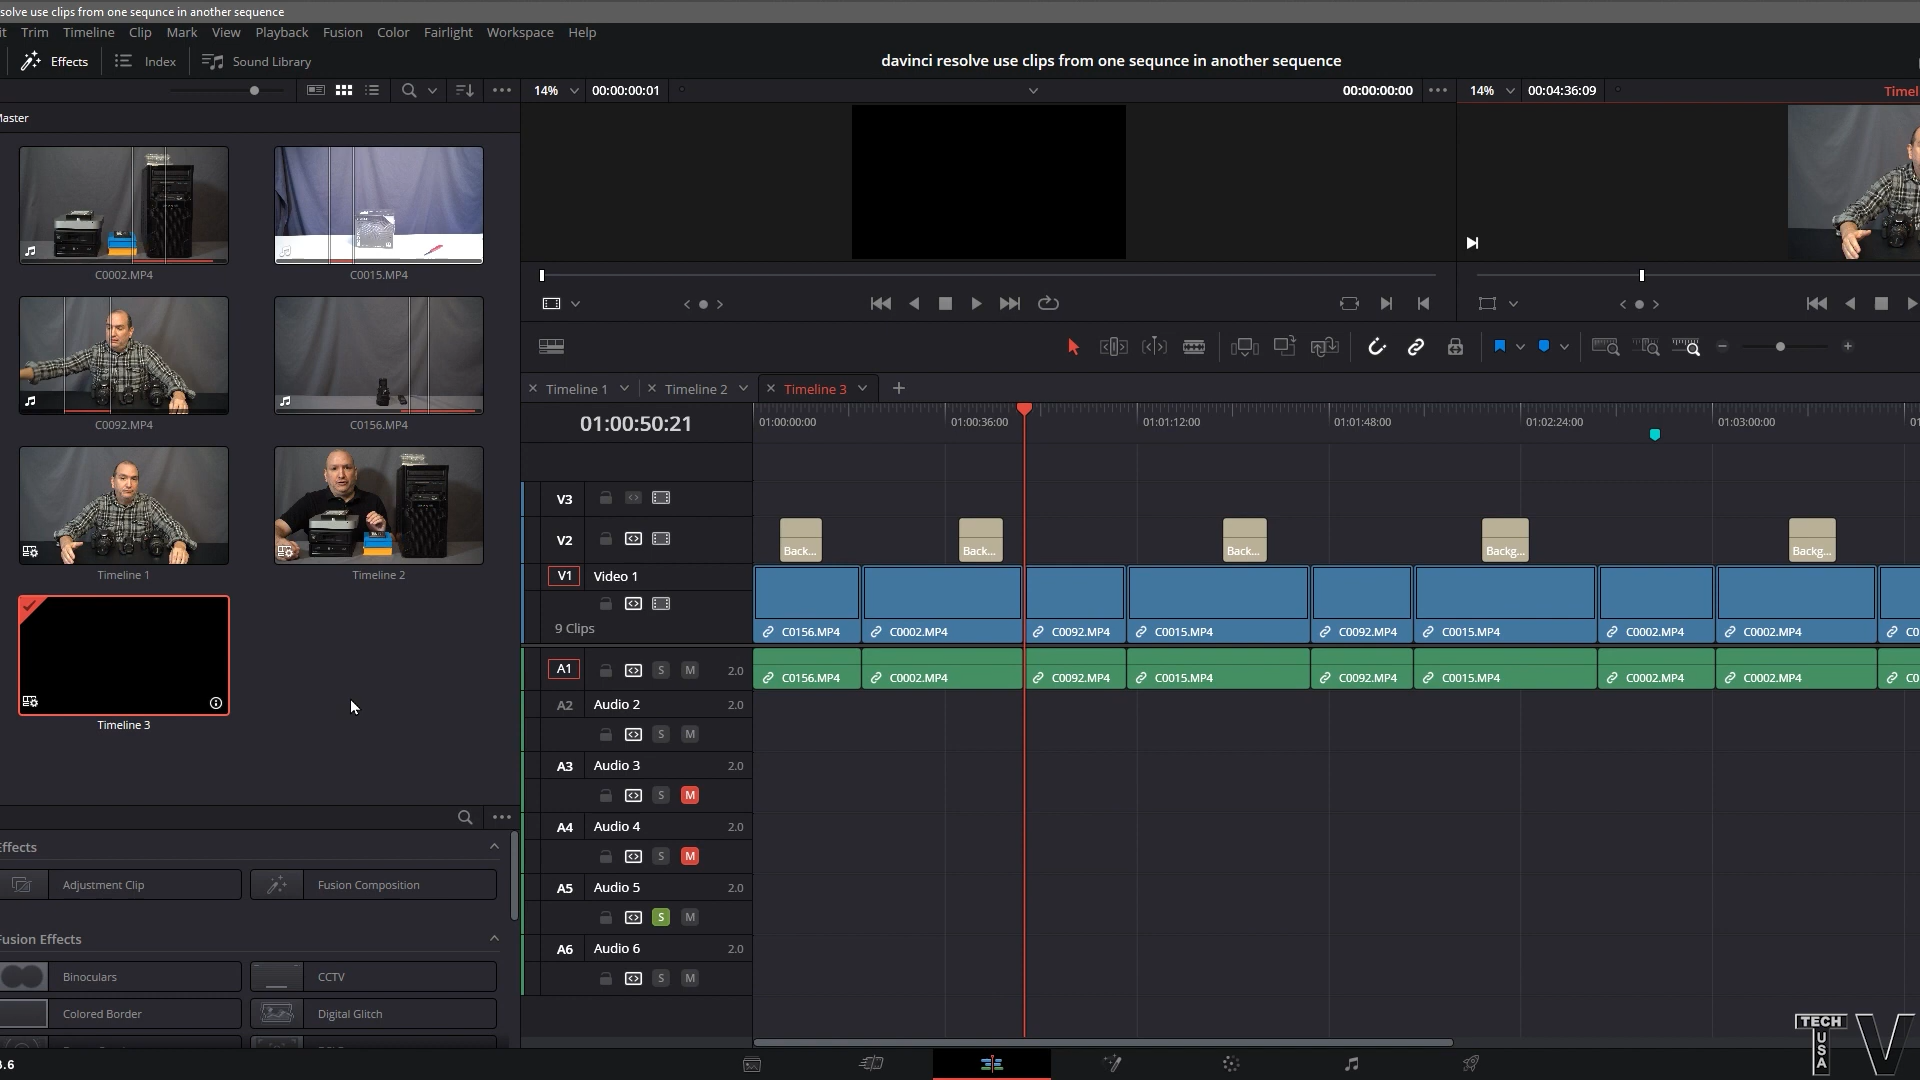 solve use clips from one sequnce in another sequence
it Trim Timeline Clip Mark View Playback Fusion Color Fairlight Workspace Help
Effects Index Sound Library
davinci resolve use clips from one sequnce in another sequence
14% 00:00:00:01 00:00:00:00 14% 00:04:36:09 Timel
Master
C0002.MP4 C0015.MP4
C0092.MP4 C0156.MP4
Timeline 1 Timeline 2
Timeline 3
Timeline 1 Timeline 2 Timeline 3
01:00:50:21
01:00:00:00 01:00:36:00 01:01:12:00 01:01:48:00 01:02:24:00 01:03:00:00 01
V3
V2 Back... Back... Back... Backg... Backg...
V1 Video 1
9 Clips
C0156.MP4 C0002.MP4 C0092.MP4 C0015.MP4 C0092.MP4 C0015.MP4 C0002.MP4 C0002.MP4 C0
A1 S M 2.0
C0156.MP4 C0002.MP4 C0092.MP4 C0015.MP4 C0092.MP4 C0015.MP4 C0002.MP4 C0002.MP4 C0
A2 Audio 2 2.0
S M
A3 Audio 3 2.0
S M
A4 Audio 4 2.0
S M
A5 Audio 5 2.0
S M
A6 Audio 6 2.0
S M
Effects
Adjustment Clip Fusion Composition
Fusion Effects
Binoculars CCTV
Colored Border Digital Glitch
8.6
TECH
USA
V